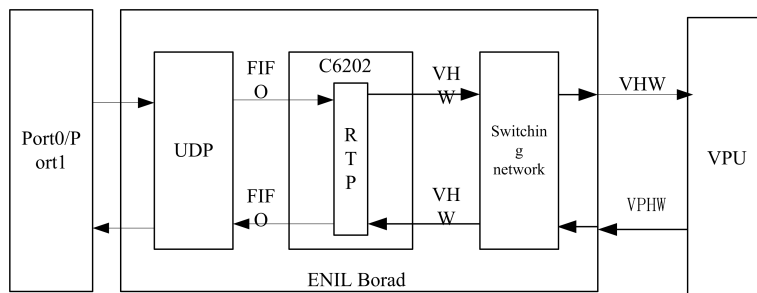 Port0/P
ort1
UDP
FIF
O
FIF
O
C6202
R
T
P
VH
W
VH
W
Switchin
g
network
VHW
VPHW
VPU
ENIL Borad